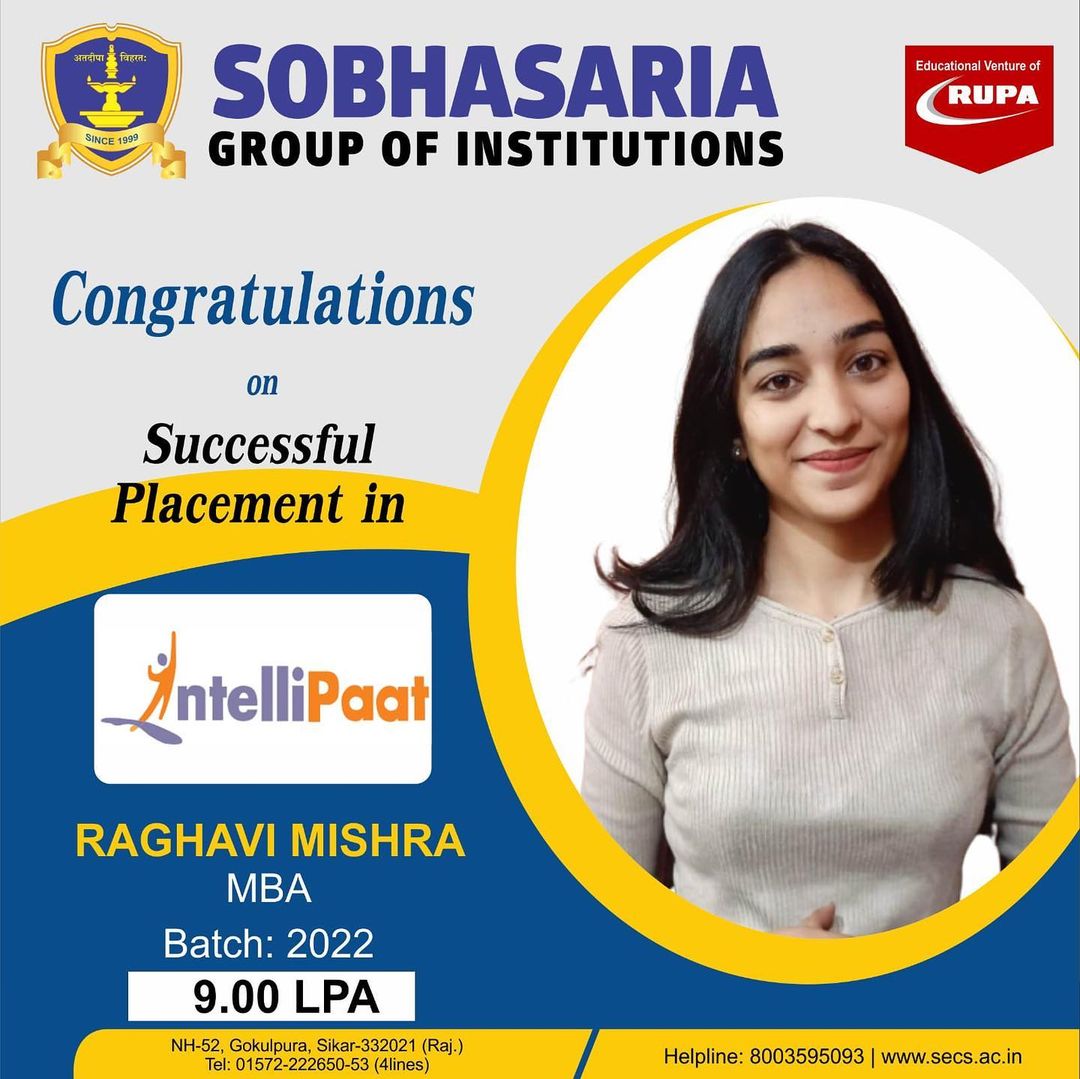 अतदीपा विहरत:
SINCE 1999
SOBHASARIA
GROUP OF INSTITUTIONS
Educational Venture of
RUPA
Congratulations
on
Successful
Placement in
IntelliPaat
RAGHAVI MISHRA
MBA
Batch: 2022
9.00 LPA
NH-52, Gokulpura, Sikar-332021 (Raj.)
Tel: 01572-222650-53 (4lines)
Helpline: 8003595093 | www.secs.ac.in